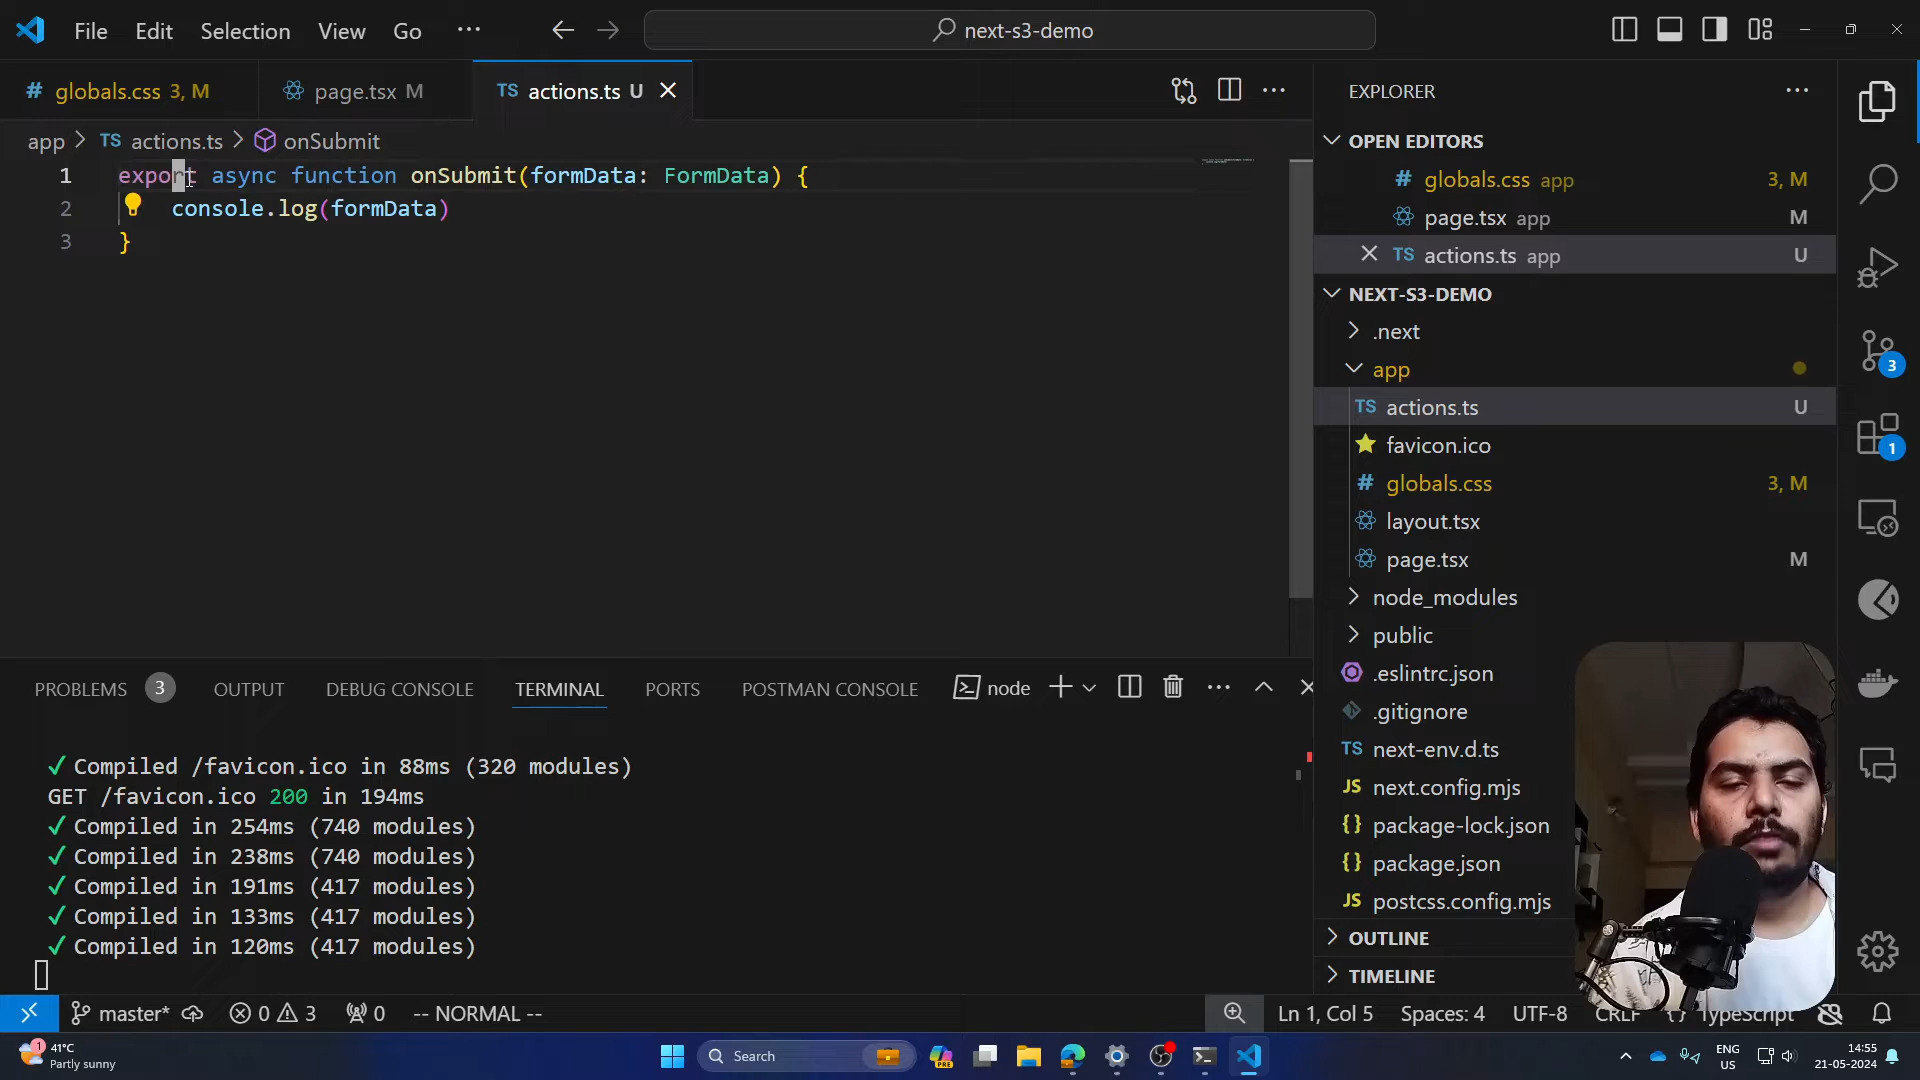 File Edit Selection View Go ··· next-s3-demo
globals.css 3, M page.tsx M TS actions.ts U
app > TS actions.ts > onSubmit
1 export async function onSubmit(formData: FormData) {
2 console.log(formData)
3 }
PROBLEMS 3 OUTPUT DEBUG CONSOLE TERMINAL PORTS POSTMAN CONSOLE node
✓ Compiled /favicon.ico in 88ms (320 modules)
GET /favicon.ico 200 in 194ms
✓ Compiled in 254ms (740 modules)
✓ Compiled in 238ms (740 modules)
✓ Compiled in 191ms (417 modules)
✓ Compiled in 133ms (417 modules)
✓ Compiled in 120ms (417 modules)
EXPLORER
OPEN EDITORS
# globals.css app 3, M
page.tsx app M
TS actions.ts app U
NEXT-S3-DEMO
.next
app
TS actions.ts U
favicon.ico
# globals.css 3, M
layout.tsx
page.tsx M
node_modules
public
.eslintrc.json
.gitignore
TS next-env.d.ts
JS next.config.mjs
{} package-lock.json
{} package.json
JS postcss.config.mjs
OUTLINE
TIMELINE
3
1
master* 0 3 0 -- NORMAL -- Ln 1, Col 5 Spaces: 4 UTF-8 CRLF {} TypeScript
1 41°C
Partly sunny
Search
PRE
ENG
US
14:55
21-05-2024